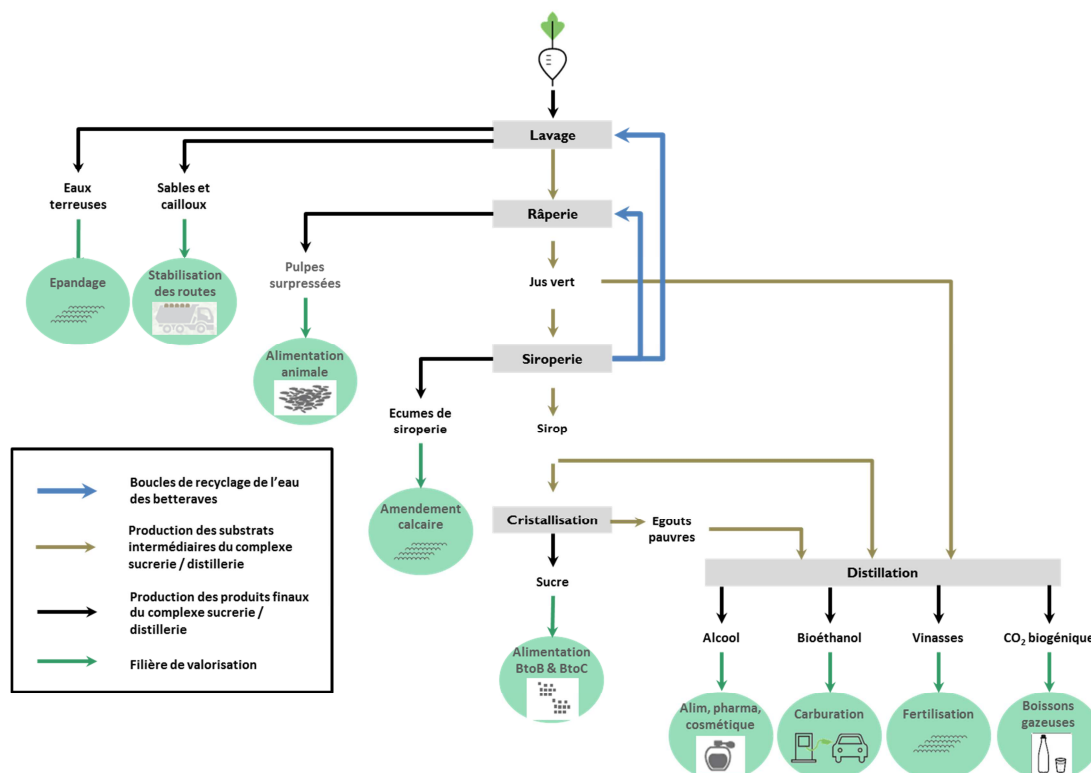 Lavage
Eaux
terreuses
Sables et
cailloux
Râperie
Epandage
Stabilisation
des routes
Pulpes
surpressées
Jus vert
Alimentation
animale
Siroperie
Ecumes de
siroperie
Sirop
Boucles de recyclage de l'eau
des betteraves
Production des substrats
intermédiaires du complexe
sucrerie / distillerie
Production des produits finaux
du complexe sucrerie /
distillerie
Filière de valorisation
Amendement
calcaire
Cristallisation
Egouts
pauvres
Distillation
Sucre
Alimentation
BtoB & BtoC
Alcool
Bioéthanol
Vinasses
CO₂ biogénique
Alim, pharma,
cosmétique
Carburation
Fertilisation
Boissons
gazeuses